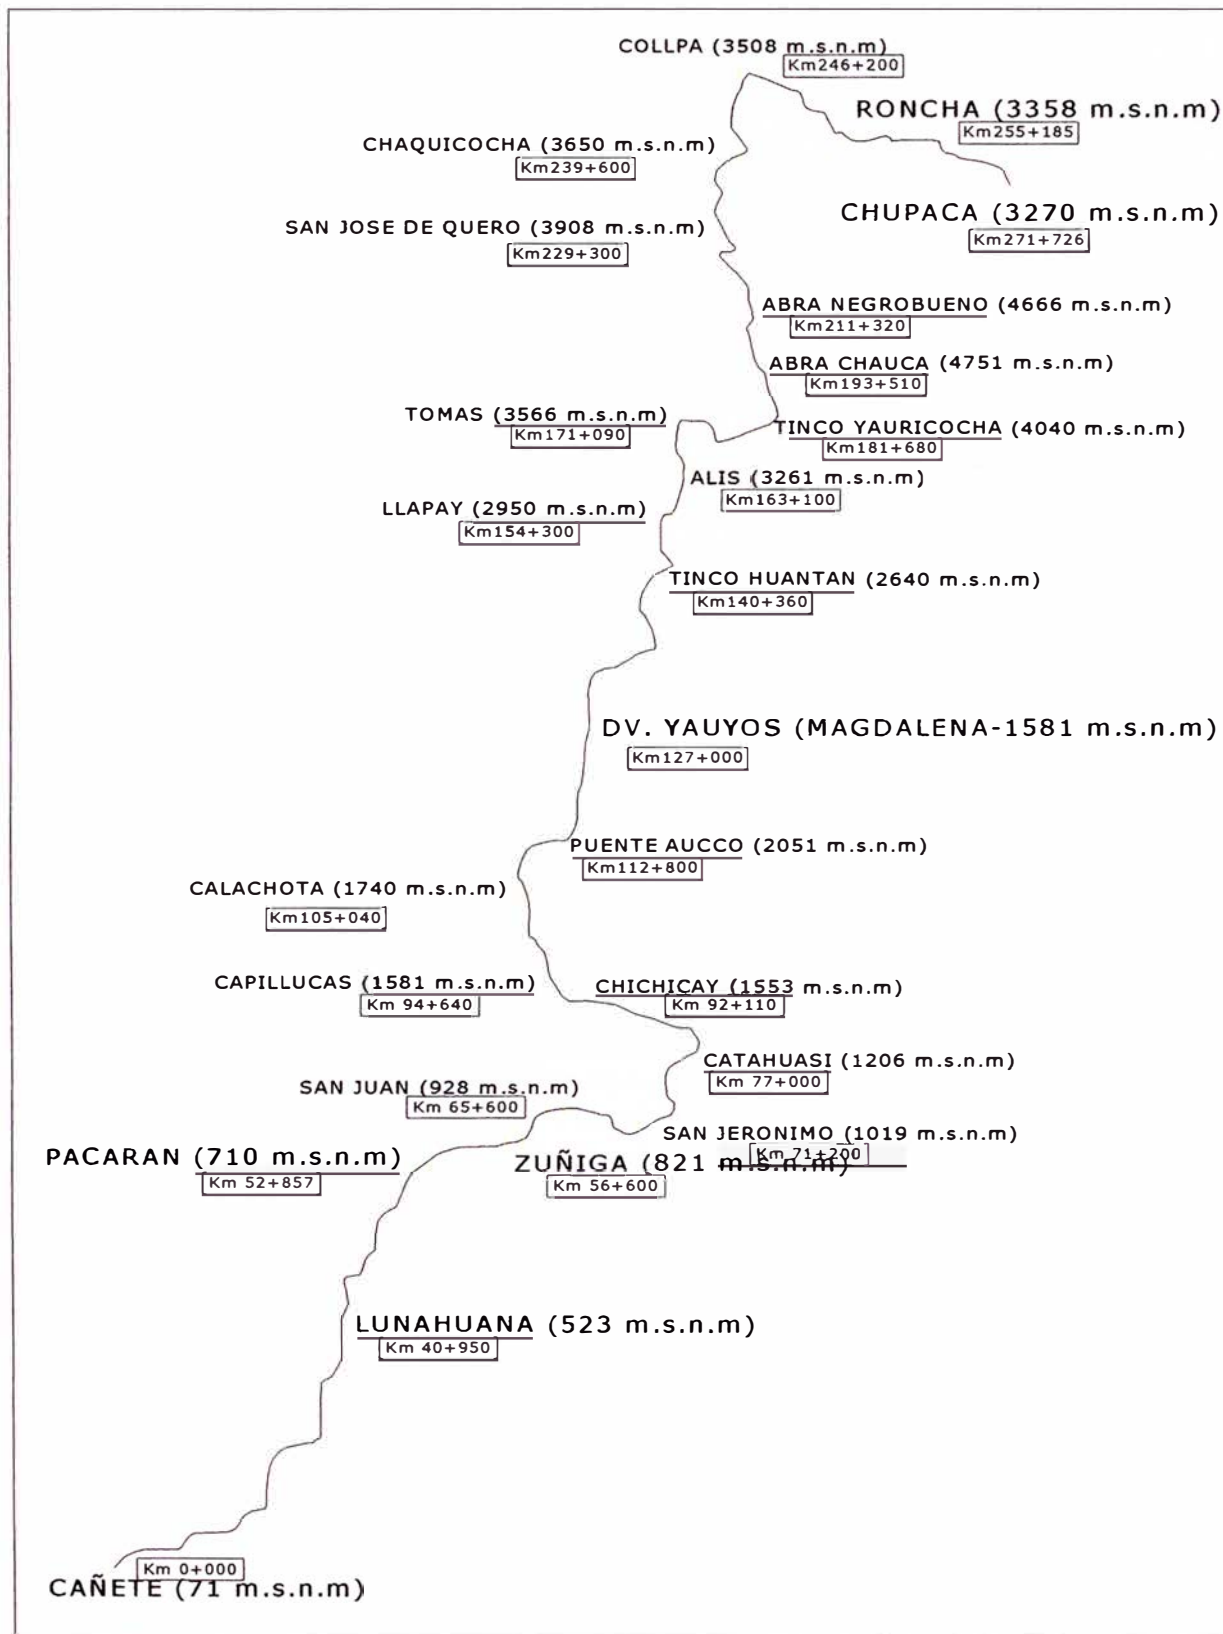 COLLPA (3508 m.s.n.m)
Km246+200
RONCHA (3358 m.s.n.m)
Km255+185
CHAQUICOCHA (3650 m.s.n.m)
Km239+600
CHUPACA (3270 m.s.n.m)
Km271+726
SAN JOSE DE QUERO (3908 m.s.n.m)
Km229+300
ABRA NEGROBUENO (4666 m.s.n.m)
Km211+320
ABRA CHAUCA (4751 m.s.n.m)
Km193+510
TOMAS (3566 m.s.n.m)
Km171+090
TINCO YAURICOCHA (4040 m.s.n.m)
Km181+680
ALIS (3261 m.s.n.m)
Km163+100
LLAPAY (2950 m.s.n.m)
Km154+300
TINCO HUANTAN (2640 m.s.n.m)
Km140+360
DV. YAUYOS (MAGDALENA-1581 m.s.n.m)
Km127+000
PUENTE AUCCO (2051 m.s.n.m)
Km112+800
CALACHOTA (1740 m.s.n.m)
Km105+040
CAPILLUCAS (1581 m.s.n.m)
Km 94+640
CHICHICAY (1553 m.s.n.m)
Km 92+110
CATAHUASI (1206 m.s.n.m)
Km 77+000
SAN JUAN (928 m.s.n.m)
Km 65+600
SAN JERONIMO (1019 m.s.n.m)
Km 71+200
PACARAN (710 m.s.n.m)
Km 52+857
ZUÑIGA (821 m.s.n.m)
Km 56+600
LUNAHUANA (523 m.s.n.m)
Km 40+950
Km 0+000
CAÑETE (71 m.s.n.m)